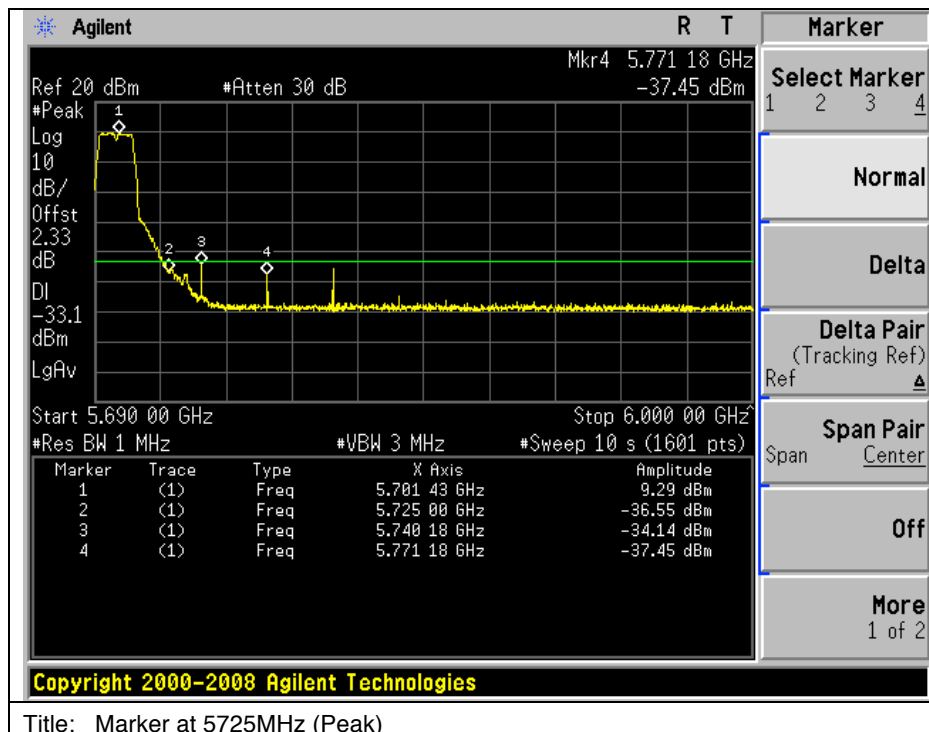 Agilent R T
Mkr4 5.771 18 GHz
Ref 20 dBm #Atten 30 dB -37.45 dBm
#Peak
Log
10
dB/
Offst
2.33
dB
DI
-33.1
dBm
LgAv
1
2
3
4
Start 5.690 00 GHz Stop 6.000 00 GHz^
#Res BW 1 MHz #VBW 3 MHz #Sweep 10 s (1601 pts)
Marker Trace Type X Axis Amplitude
1 (1) Freq 5.701 43 GHz 9.29 dBm
2 (1) Freq 5.725 00 GHz -36.55 dBm
3 (1) Freq 5.740 18 GHz -34.14 dBm
4 (1) Freq 5.771 18 GHz -37.45 dBm
Marker
Select Marker
1 2 3 4
Normal
Delta
Delta Pair
(Tracking Ref)
Ref Δ
Span Pair
Span Center
Off
More
1 of 2
Copyright 2000-2008 Agilent Technologies
Title: Marker at 5725MHz (Peak)